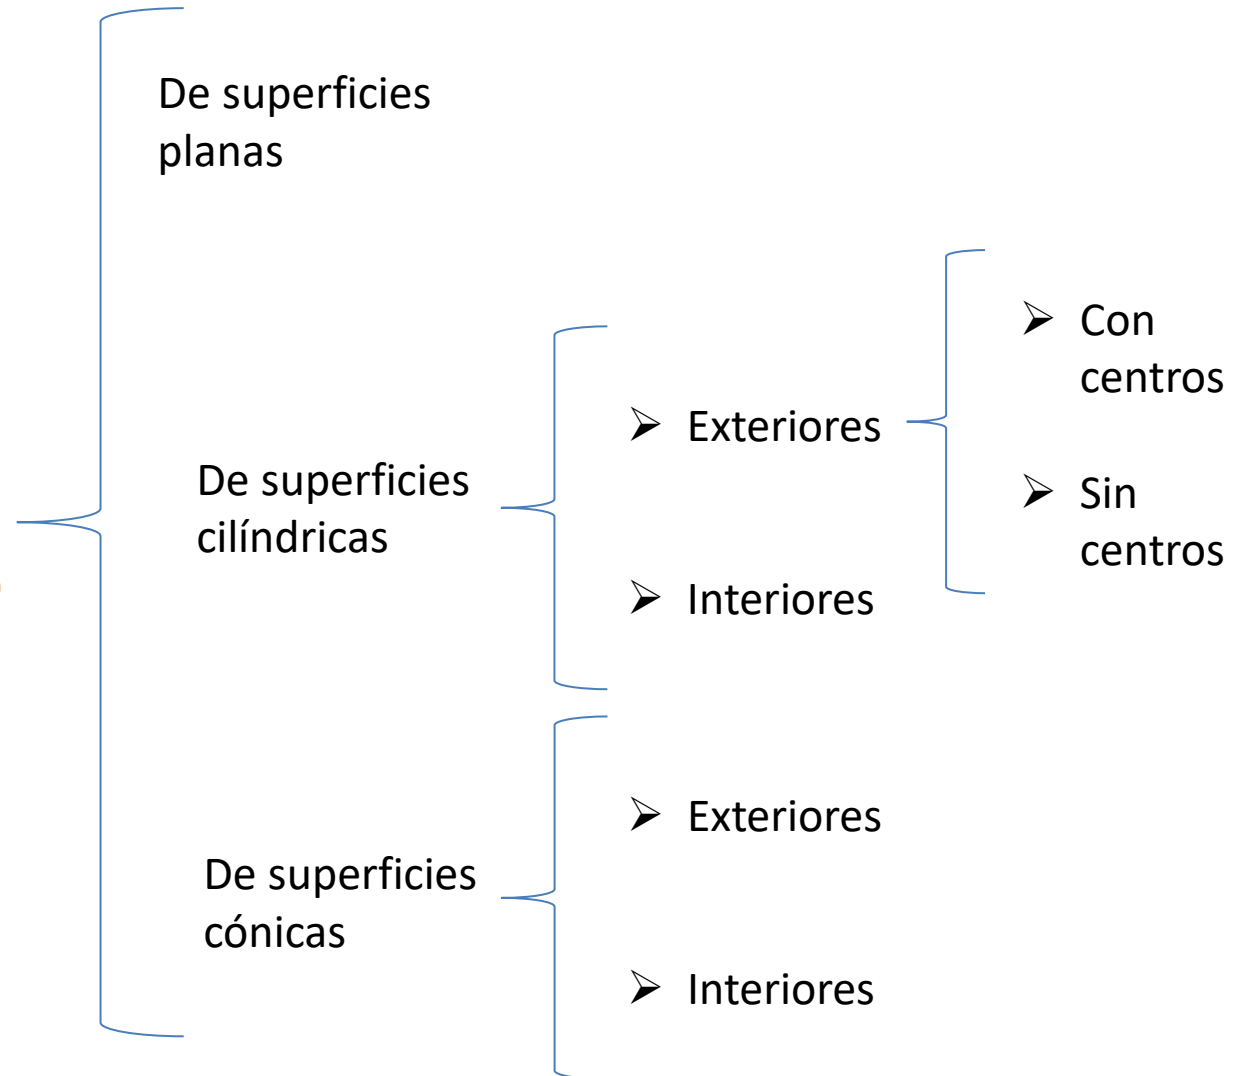 De superficies
planas
De superficies
cilíndricas
➢ Exteriores
➢ Con
centros
➢ Sin
centros
➢ Interiores
De superficies
cónicas
➢ Exteriores
➢ Interiores